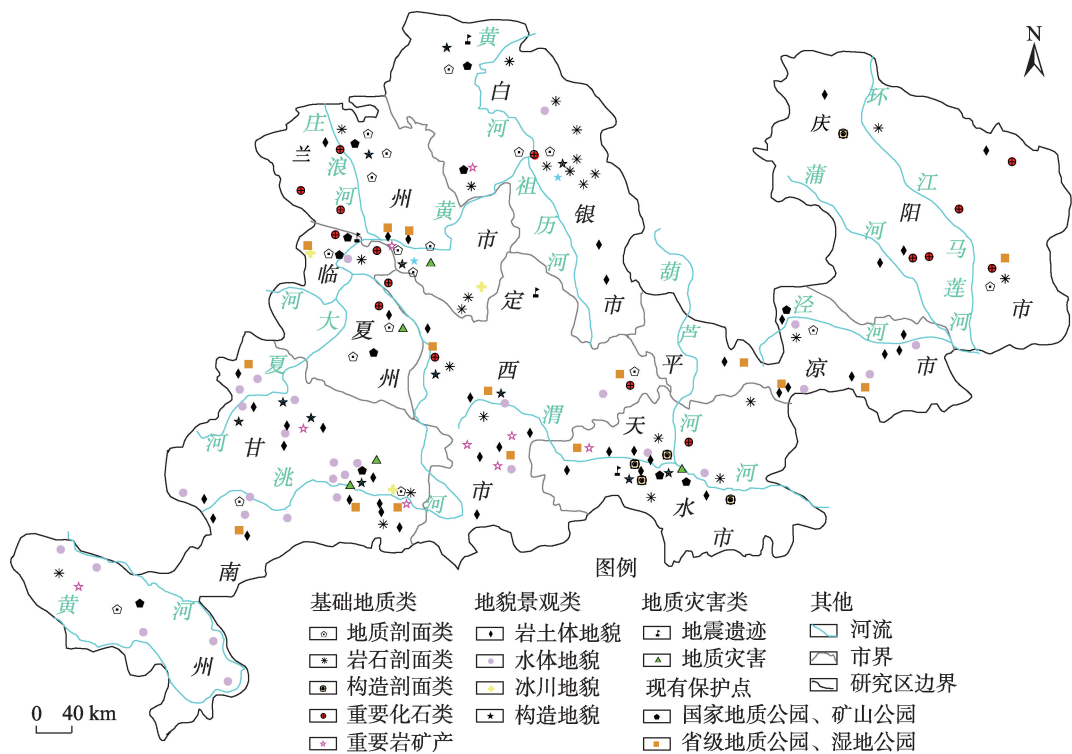 N
黄
白
河
庆
环
庄
兰
浪
河
州
蒲
江
阳
祖
银
黄
历
河
市
河
马
莲
河
市
临
定
葫
芦
市
泾
河
河
大
夏
州
夏
河
西
平
凉
市
甘
渭
天
河
洮
河
市
水
河
市
南
黄
河
州
0 40 km
图例
基础地质类 地貌景观类 地质灾害类 其他
地质剖面类 岩土体地貌 地震遗迹 河流
岩石剖面类 水体地貌 地质灾害 市界
构造剖面类 冰川地貌 现有保护点 研究区边界
重要化石类 构造地貌 国家地质公园、矿山公园
重要岩矿产 省级地质公园、湿地公园